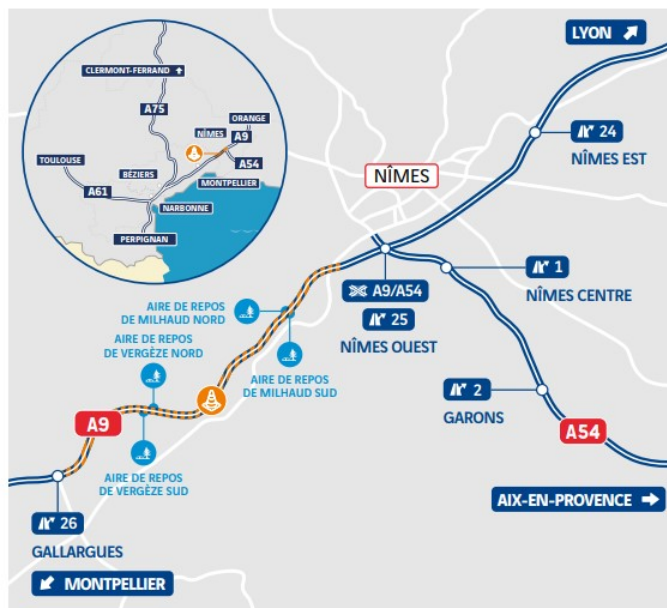 LYON
CLERMONT-FERRAND
A75
ORANGE
NÎMES
A9
TOULOUSE
A54
BÉZIERS
MONTPELLIER
A61
NARBONNE
PERPIGNAN
24
NÎMES EST
NÎMES
1
NÎMES CENTRE
A9/A54
25
NÎMES OUEST
AIRE DE REPOS
DE MILHAUD NORD
AIRE DE REPOS
DE VERGÈZE NORD
AIRE DE REPOS
DE MILHAUD SUD
2
GARONS
A9
A54
AIRE DE REPOS
DE VERGÈZE SUD
AIX-EN-PROVENCE
26
GALLARGUES
MONTPELLIER